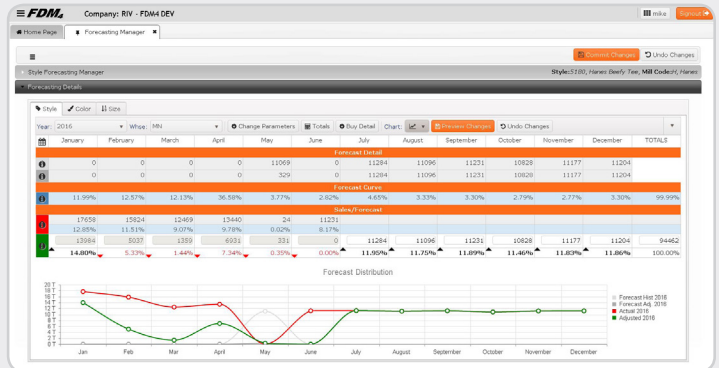 FDM4 Company: RIV - FDM4 DEV mike Signout
Home Page Forecasting Manager
Commit Changes Undo Changes
Style Forecasting Manager Style:5180, Hanes Beefy Tee, Mill Code:H, Hanes
Forecasting Details
Style Color Size
Year: 2016 Whse: MN Change Parameters Totals Buy Detail Chart: Preview Changes Undo Changes
January February March April May June July August September October November December TOTALS
Forecast Detail
0 0 0 0 11069 0 11284 11096 11231 10828 11177 11204
0 0 0 0 329 0 11284 11096 11231 10828 11177 11204
Forecast Curve
11.99% 12.57% 12.13% 36.58% 3.77% 2.82% 4.65% 3.33% 3.30% 2.79% 2.77% 3.30% 99.99%
Sales/Forecast
17658 15824 12469 13440 24 11231
12.85% 11.51% 9.07% 9.78% 0.02% 8.17%
13984 5037 1359 6931 331 0 11284 11096 11231 10828 11177 11204 94462
14.80% 5.33% 1.44% 7.34% 0.35% 0.00% 11.95% 11.75% 11.89% 11.46% 11.83% 11.86% 100.00%
Forecast Distribution
20 T
18 T
16 T
14 T
12 T
10 T
8 T
6 T
4 T
2 T
0 T
Forecast Hist 2016
Forecast Adj. 2016
Actual 2016
Adjusted 2016
Jan Feb Mar April May June July August September October November December